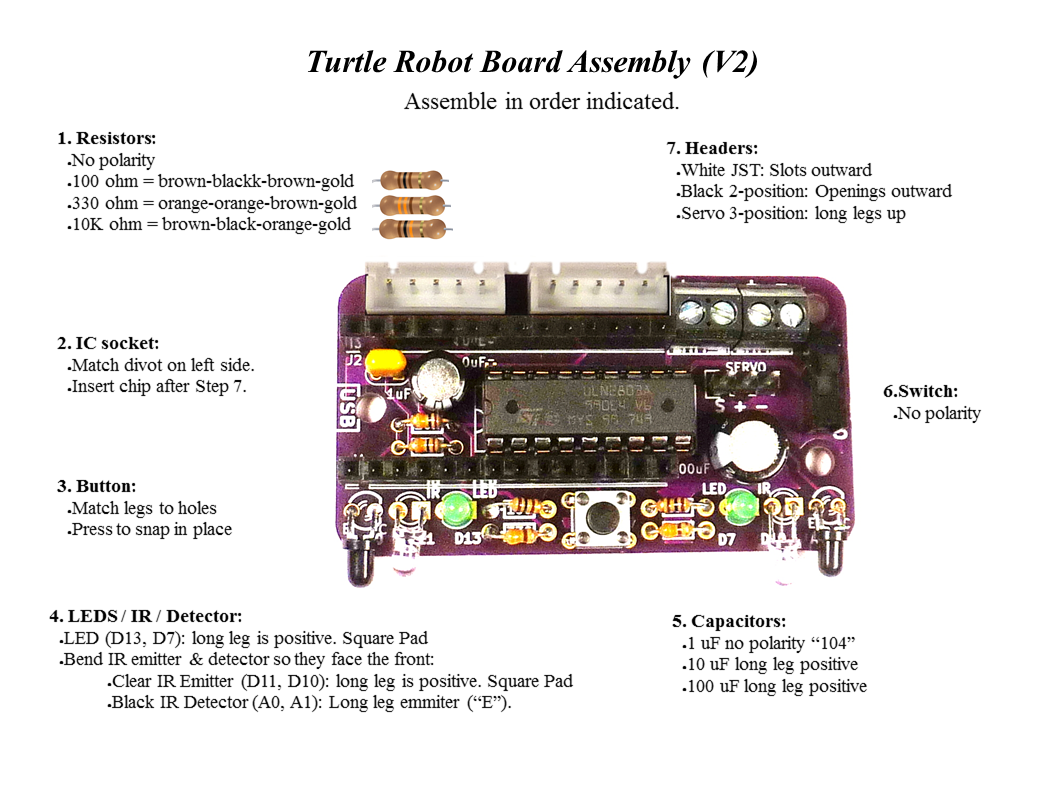 Turtle Robot Board Assembly (V2)
Assemble in order indicated.
1. Resistors:
No polarity
100 ohm = brown-blackk-brown-gold
330 ohm = orange-orange-brown-gold
10K ohm = brown-black-orange-gold
7. Headers:
White JST: Slots outward
Black 2-position: Openings outward
Servo 3-position: long legs up
2. IC socket:
Match divot on left side.
Insert chip after Step 7.
6.Switch:
No polarity
3. Button:
Match legs to holes
Press to snap in place
J2
1uF
USB
ULN2803A
SERVO
S + -
00uF
IR
LED
LED
IR
D13
D7
4. LEDS / IR / Detector:
LED (D13, D7): long leg is positive. Square Pad
Bend IR emitter & detector so they face the front:
Clear IR Emitter (D11, D10): long leg is positive. Square Pad
Black IR Detector (A0, A1): Long leg emmiter (“E”).
5. Capacitors:
1 uF no polarity “104”
10 uF long leg positive
100 uF long leg positive